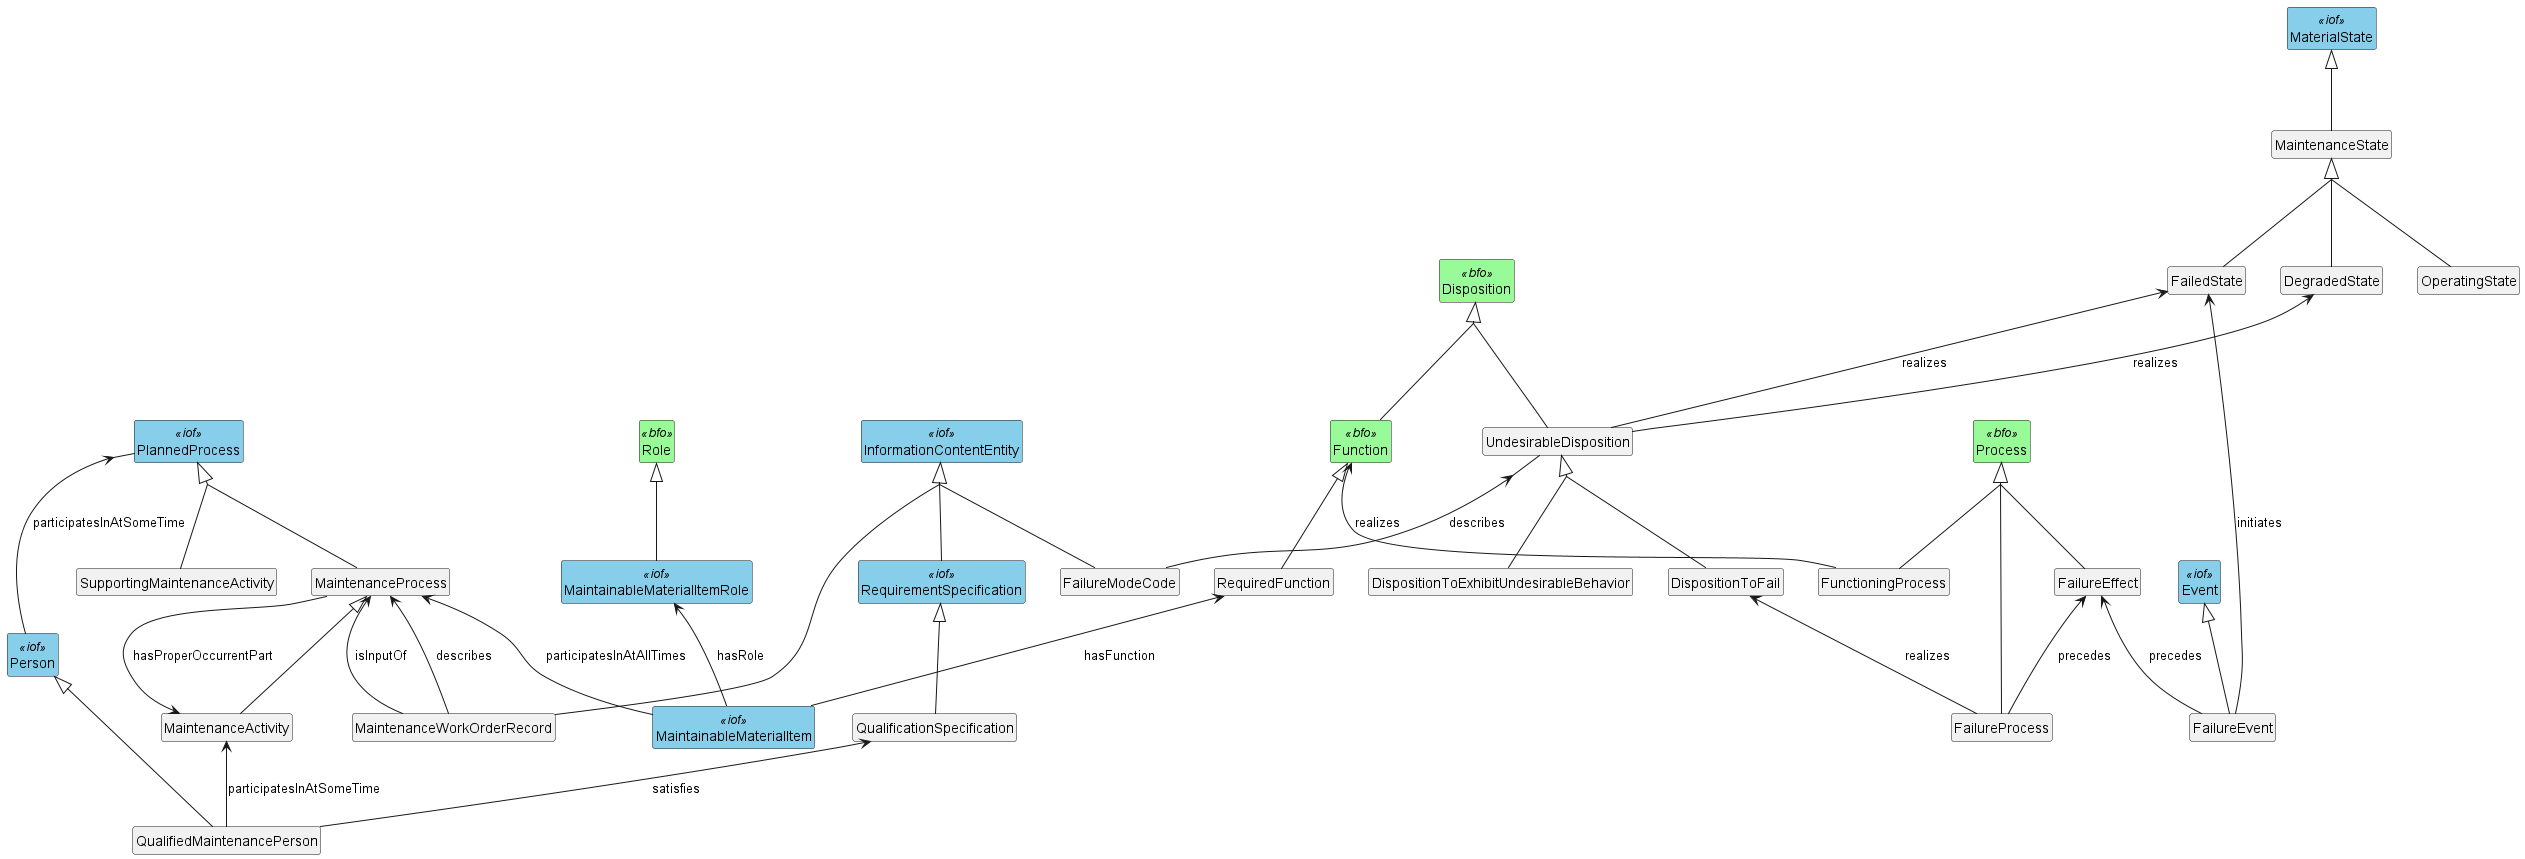 «iof»
MaterialState
MaintenanceState
«bfo»
Disposition
FailedState
DegradedState
OperatingState
realizes
realizes
«iof»
PlannedProcess
«bfo»
Role
«iof»
InformationContentEntity
«bfo»
Function
UndesirableDisposition
«bfo»
Process
participatesInAtSomeTime
realizes
describes
initiates
SupportingMaintenanceActivity
MaintenanceProcess
«iof»
MaintainableMaterialItemRole
«iof»
RequirementSpecification
FailureModeCode
RequiredFunction
DispositionToExhibitUndesirableBehavior
DispositionToFail
FunctioningProcess
FailureEffect
«iof»
Event
«iof»
Person
hasProperOccurrentPart
isInputOf
describes
participatesInAtAllTimes
hasRole
hasFunction
realizes
precedes
precedes
MaintenanceActivity
MaintenanceWorkOrderRecord
«iof»
MaintainableMaterialItem
QualificationSpecification
FailureProcess
FailureEvent
participatesInAtSomeTime
satisfies
QualifiedMaintenancePerson